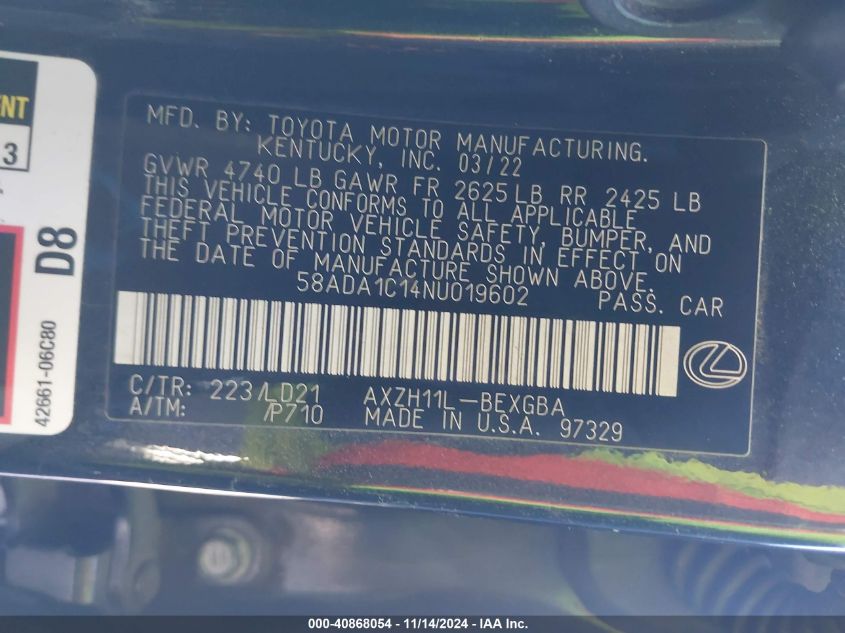 ENT
3
D8
42661-06C80
MFD. BY: TOYOTA MOTOR MANUFACTURING.
KENTUCKY, INC. 03/22
GVWR 4740 LB GAWR FR 2625 LB RR 2425 LB
THIS VEHICLE CONFORMS TO ALL APPLICABLE
FEDERAL MOTOR VEHICLE SAFETY, BUMPER, AND
THEFT PREVENTION STANDARDS IN EFFECT ON
THE DATE OF MANUFACTURE SHOWN ABOVE.
58ADA1C14NU019602 PASS. CAR
C/TR: 223/LD21 AXZH11L-BEXGBA
A/TM: /P710 MADE IN U.S.A. 97329
000-40868054 - 11/14/2024 - IAA Inc.